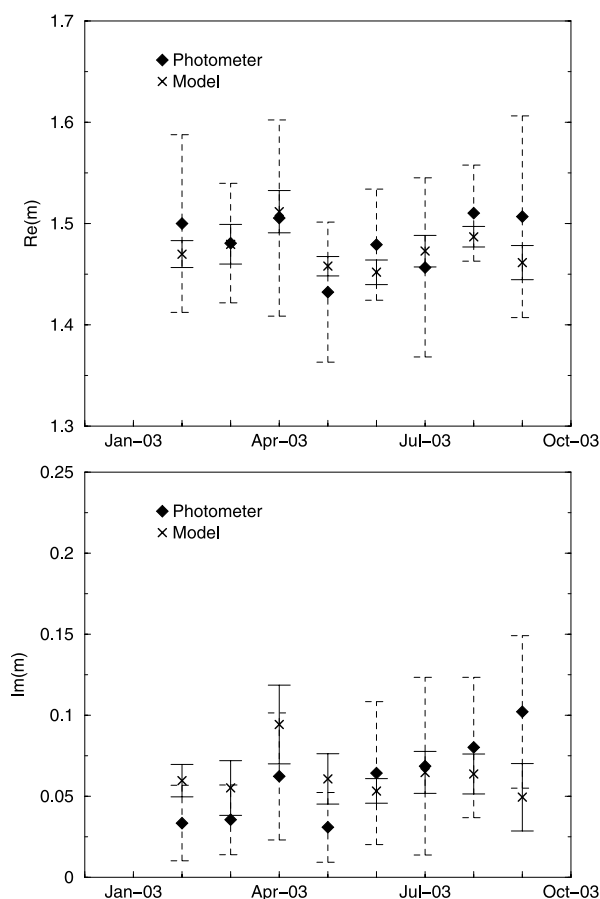 1.7
Photometer
Model
1.6
Re(m)
1.5
1.4
1.3
Jan−03 Apr−03 Jul−03 Oct−03
0.25
Photometer
Model
0.2
0.15
Im(m)
0.1
0.05
0
Jan−03 Apr−03 Jul−03 Oct−03